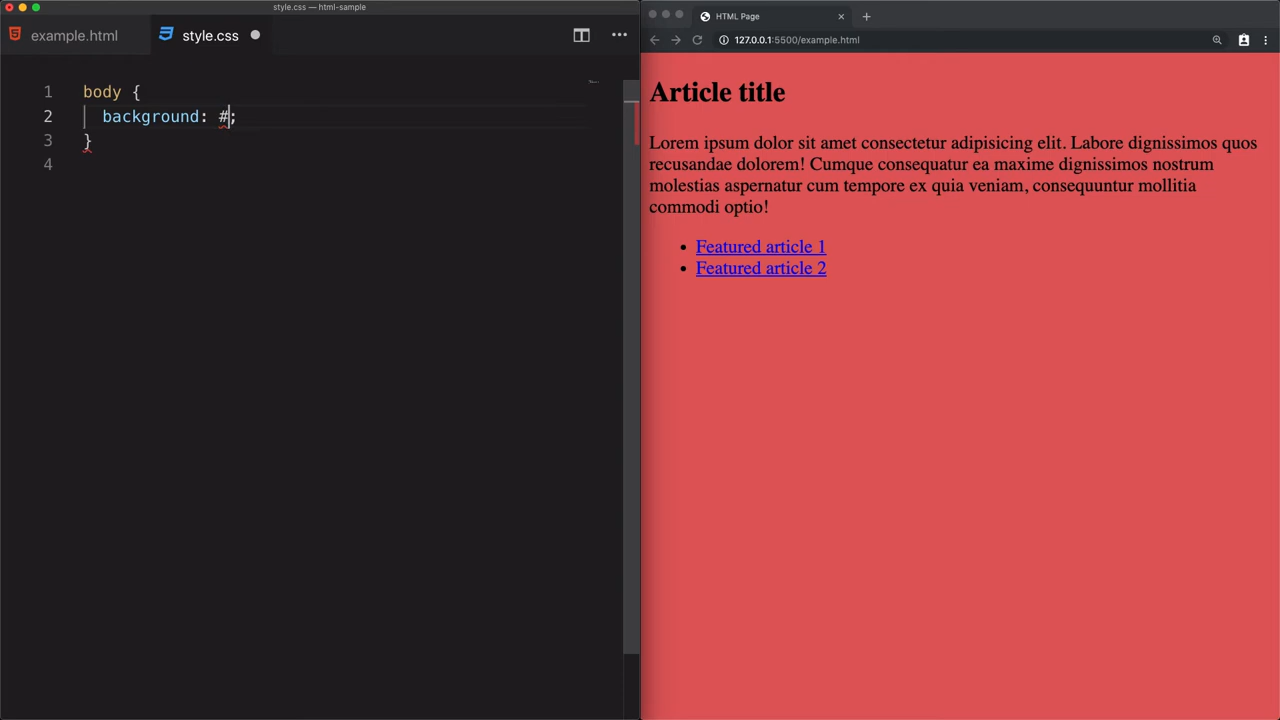 style.css — html-sample
example.html
style.css
1 body {
2 background: #;
3 }
4
HTML Page
127.0.0.1:5500/example.html
Article title
Lorem ipsum dolor sit amet consectetur adipisicing elit. Labore dignissimos quos
recusandae dolorem! Cumque consequatur ea maxime dignissimos nostrum
molestias aspernatur cum tempore ex quia veniam, consequuntur mollitia
commodi optio!
• Featured article 1
• Featured article 2